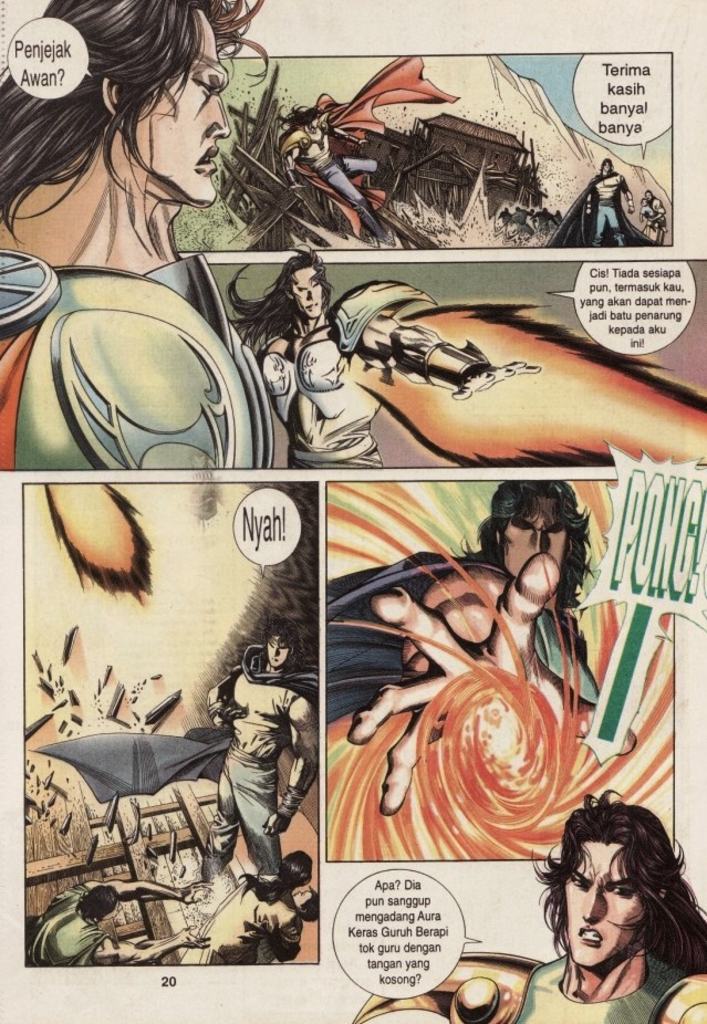 Penjejak
Awan?
Terima
kasih
banyal
banya
Cis! Tiada sesiapa
pun, termasuk kau,
yang akan dapat men-
jadi batu penarung
kepada aku
ini!
Nyah!
PONG!
Apa? Dia
pun sanggup
mengadang Aura
Keras Guruh Berapi
tok guru dengan
tangan yang
kosong?
20